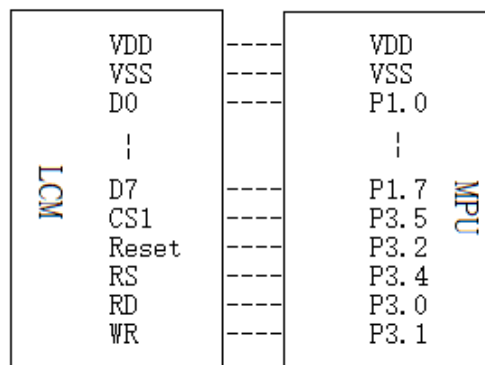 VDD ---- VDD
VSS ---- VSS
D0 ---- P1.0
LCM
MPU
D7 ---- P1.7
CS1 ---- P3.5
Reset ---- P3.2
RS ---- P3.4
RD ---- P3.0
WR ---- P3.1